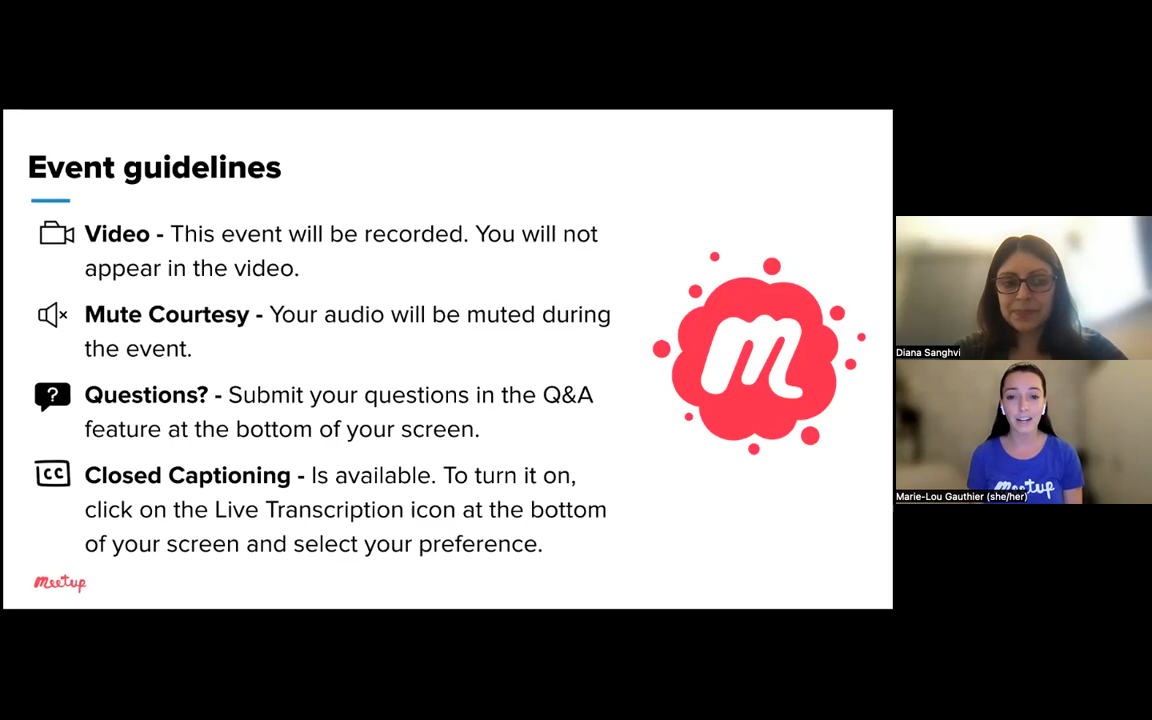 Event guidelines
Video - This event will be recorded. You will not
appear in the video.
Mute Courtesy - Your audio will be muted during
the event.
? Questions? - Submit your questions in the Q&A
feature at the bottom of your screen.
CC Closed Captioning - Is available. To turn it on,
click on the Live Transcription icon at the bottom
of your screen and select your preference.
meetup
m
Diana Sanghvi
meetup
Marie-Lou Gauthier (she/her)